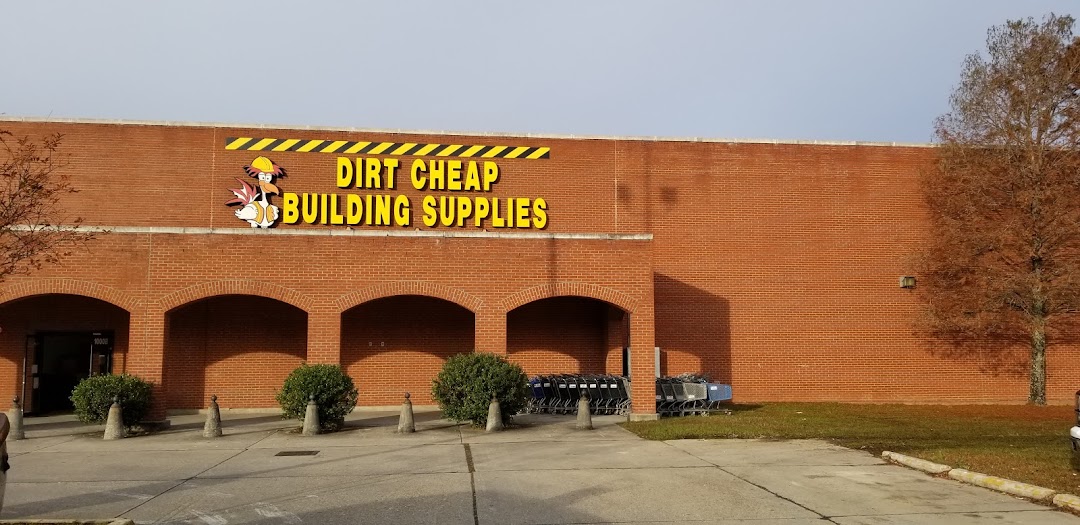 DIRT CHEAP
BUILDING SUPPLIES